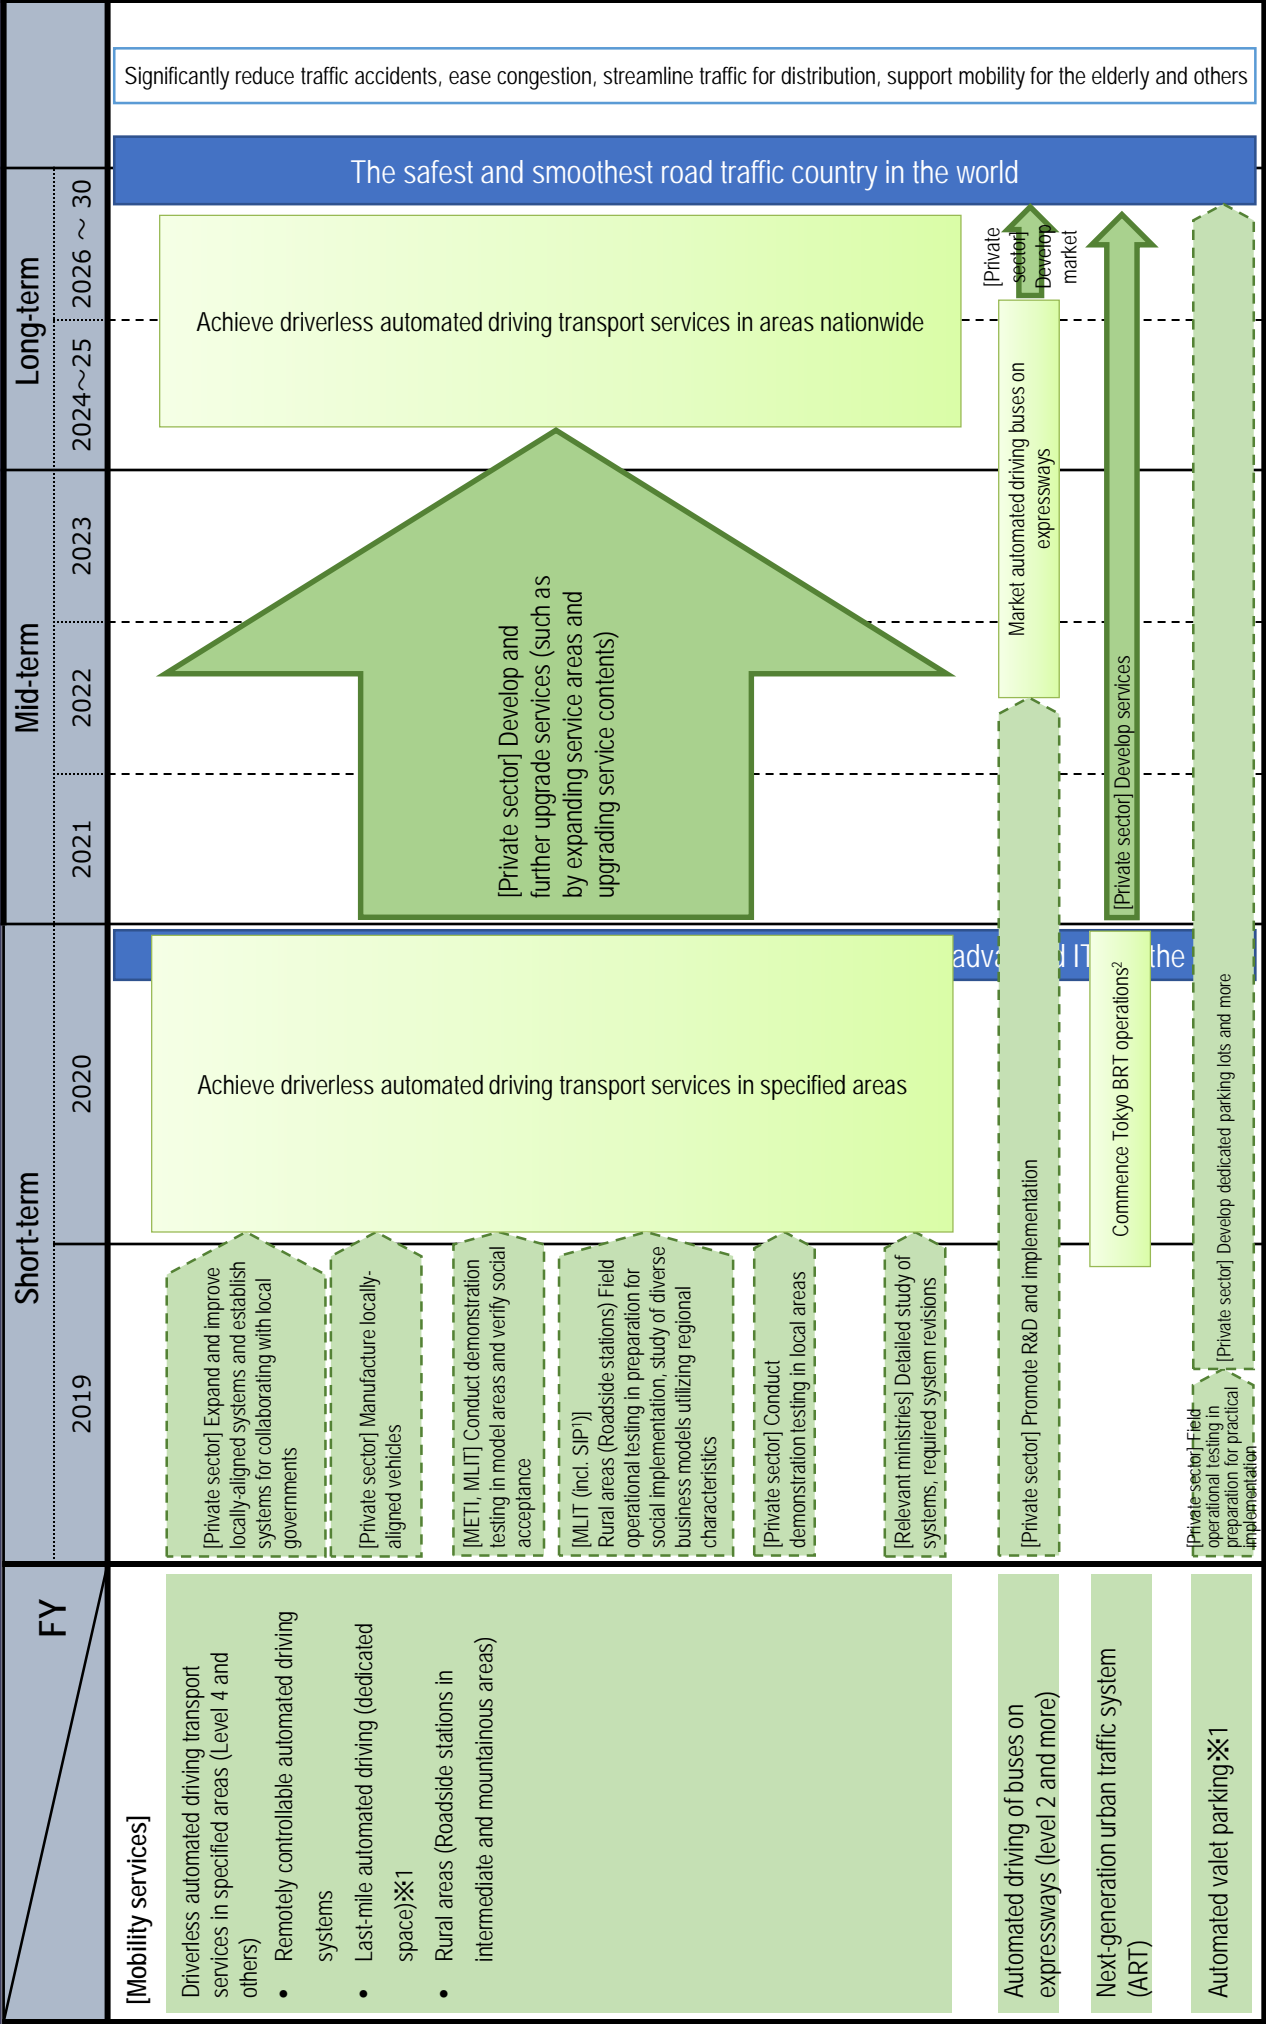 Significantly reduce traffic accidents, ease congestion, streamline traffic for distribution, support mobility for the elderly and others
The safest and smoothest road traffic country in the world
FY
Short-term
Mid-term
Long-term
2019
2020
2021
2022
2023
2024～25
2026 ～ 30
[Mobility services]
Driverless automated driving transport
services in specified areas (Level 4 and
others)
• Remotely controllable automated driving
systems
• Last-mile automated driving (dedicated
space)※1
• Rural areas (Roadside stations in
intermediate and mountainous areas)
[Private sector] Expand and improve
locally-aligned systems and establish
systems for collaborating with local
governments
[Private sector] Manufacture locally-
aligned vehicles
[METI, MLIT] Conduct demonstration
testing in model areas and verify social
acceptance
[MLIT (incl. SIP¹)]
Rural areas (Roadside stations) Field
operational testing in preparation for
social implementation, study of diverse
business models utilizing regional
characteristics
[Private sector] Conduct
demonstration testing in local areas
[Relevant ministries] Detailed study of
systems, required system revisions
Achieve driverless automated driving transport services in specified areas
[Private sector] Develop and
further upgrade services (such as
by expanding service areas and
upgrading service contents)
Achieve driverless automated driving transport services in areas nationwide
adva d IT the
Automated driving of buses on
expressways (level 2 and more)
[Private sector] Promote R&D and implementation
Market automated driving buses on
expressways
[Private
sector]
Develop
market
Next-generation urban traffic system
(ART)
Commence Tokyo BRT operations²
[Private sector] Develop services
Automated valet parking※1
[Private sector] Field
operational testing in
preparation for practical
implementation
[Private sector] Develop dedicated parking lots and more